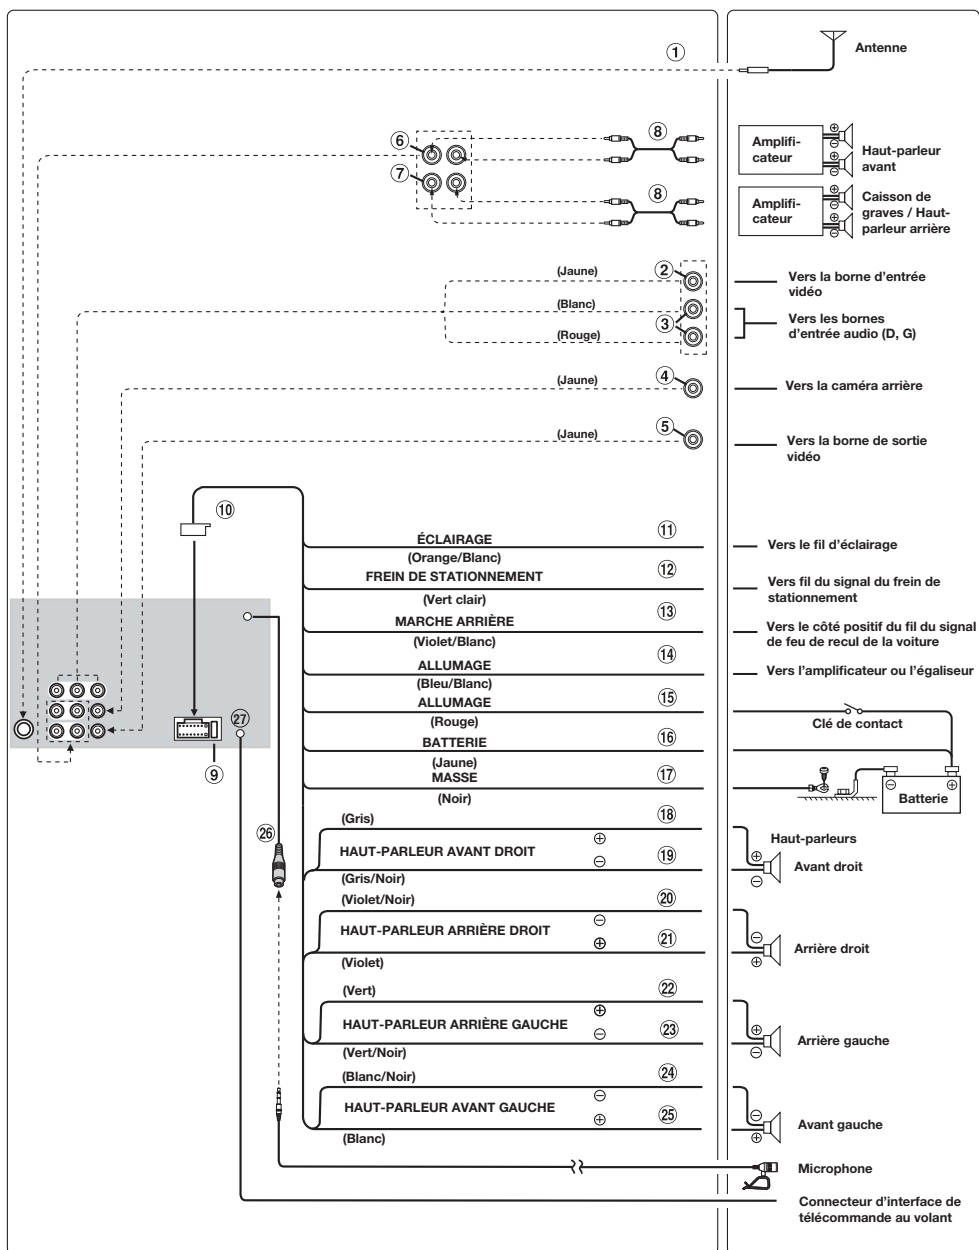 ①
Antenne
⑥
⑧
Amplifi-
cateur
Haut-parleur
avant
⑦
⑧
Amplifi-
cateur
Caisson de
graves / Haut-
parleur arrière
(Jaune)
②
Vers la borne d'entrée
vidéo
(Blanc)
③
(Rouge)
Vers les bornes
d'entrée audio (D, G)
(Jaune)
④
Vers la caméra arrière
(Jaune)
⑤
Vers la borne de sortie
vidéo
⑩
ÉCLAIRAGE
⑪
(Orange/Blanc)
Vers le fil d'éclairage
FREIN DE STATIONNEMENT
⑫
(Vert clair)
Vers fil du signal du frein de
stationnement
MARCHE ARRIÈRE
⑬
(Violet/Blanc)
Vers le côté positif du fil du signal
de feu de recul de la voiture
ALLUMAGE
⑭
(Bleu/Blanc)
Vers l'amplificateur ou l'égaliseur
ALLUMAGE
⑮
(Rouge)
Clé de contact
BATTERIE
⑯
(Jaune)
MASSE
⑰
(Noir)
Batterie
㉗
⑨
㉖
(Gris)
⑱
HAUT-PARLEUR AVANT DROIT
⑲
(Gris/Noir)
Haut-parleurs
Avant droit
(Violet/Noir)
⑳
HAUT-PARLEUR ARRIÈRE DROIT
㉑
(Violet)
Arrière droit
(Vert)
㉒
HAUT-PARLEUR ARRIÈRE GAUCHE
㉓
(Vert/Noir)
Arrière gauche
(Blanc/Noir)
㉔
HAUT-PARLEUR AVANT GAUCHE
㉕
(Blanc)
Avant gauche
Microphone
Connecteur d'interface de
télécommande au volant